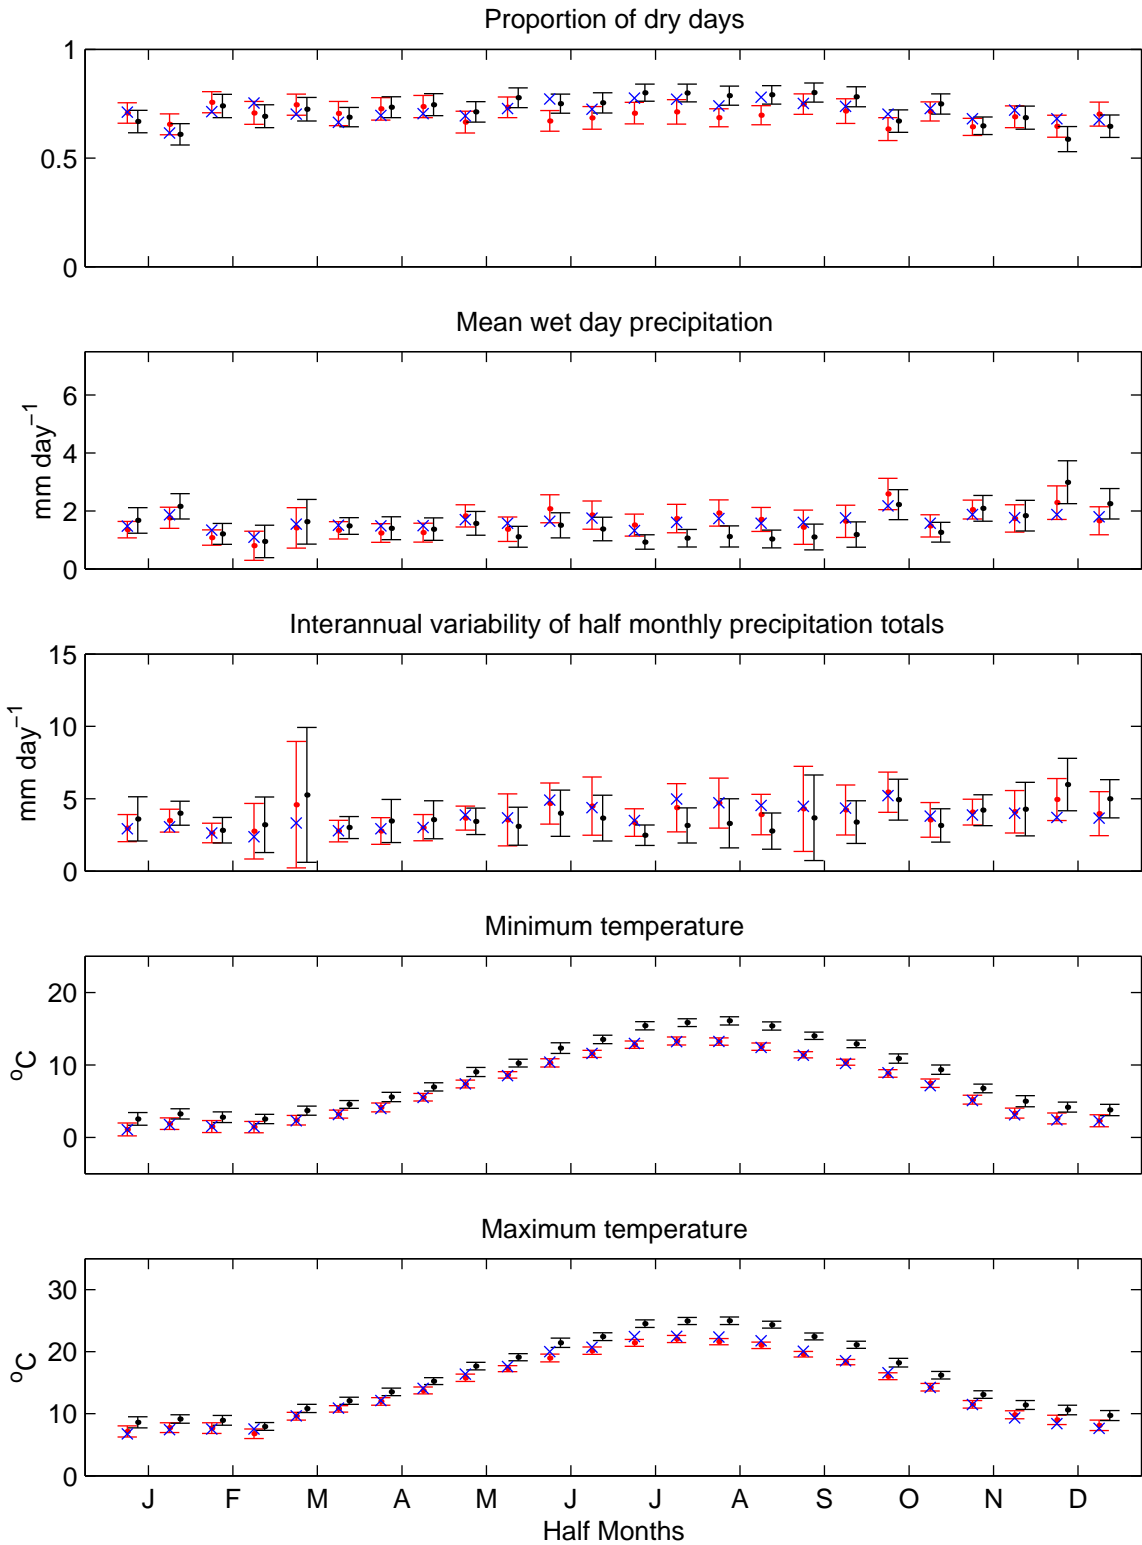 Proportion of dry days
1
0.5
0
Mean wet day precipitation
mm day⁻¹
6
4
2
0
Interannual variability of half monthly precipitation totals
mm day⁻¹
15
10
5
0
Minimum temperature
°C
20
10
0
Maximum temperature
°C
30
20
10
0
J F M A M J J A S O N D
Half Months